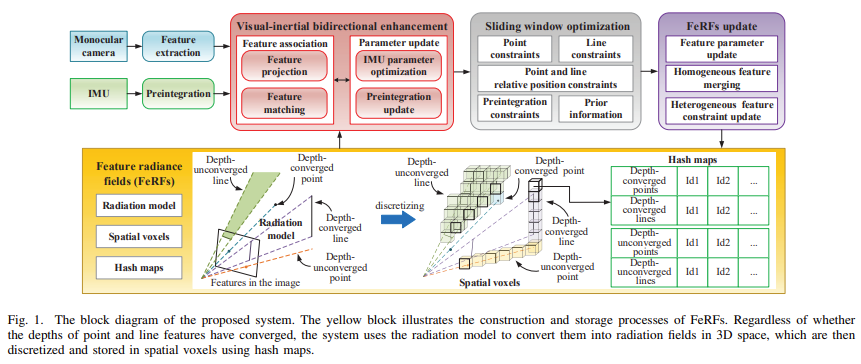 Monocular
camera
Feature
extraction
IMU
Preintegration
Visual-inertial bidirectional enhancement
Feature association
Feature
projection
Feature
matching
Parameter update
IMU parameter
optimization
Preintegration
update
Sliding window optimization
Point
constraints
Line
constraints
Point and line
relative position constraints
Preintegration
constraints
Prior
information
FeRFs update
Feature parameter
update
Homogeneous feature
merging
Heterogeneous feature
constraint update
Feature radiance
fields (FeRFs)
Radiation model
Spatial voxels
Hash maps
Depth-
unconverged
line
Depth-
converged
point
Radiation
model
Depth-
converged
line
Depth-
unconverged
point
Features in the image
discretizing
Depth-
unconverged
line
Depth-
converged point
Depth-
converged
line
Depth-
unconverged
point
Spatial voxels
Hash maps
Depth-
converged
points
Id1
Id2
...
Depth-
converged
lines
Id1
Id2
...
Depth-
unconverged
points
Id1
Id2
...
Depth-
unconverged
lines
Id1
Id2
...
Fig. 1. The block diagram of the proposed system. The yellow block illustrates the construction and storage processes of FeRFs. Regardless of whether
the depths of point and line features have converged, the system uses the radiation model to convert them into radiation fields in 3D space, which are then
discretized and stored in spatial voxels using hash maps.